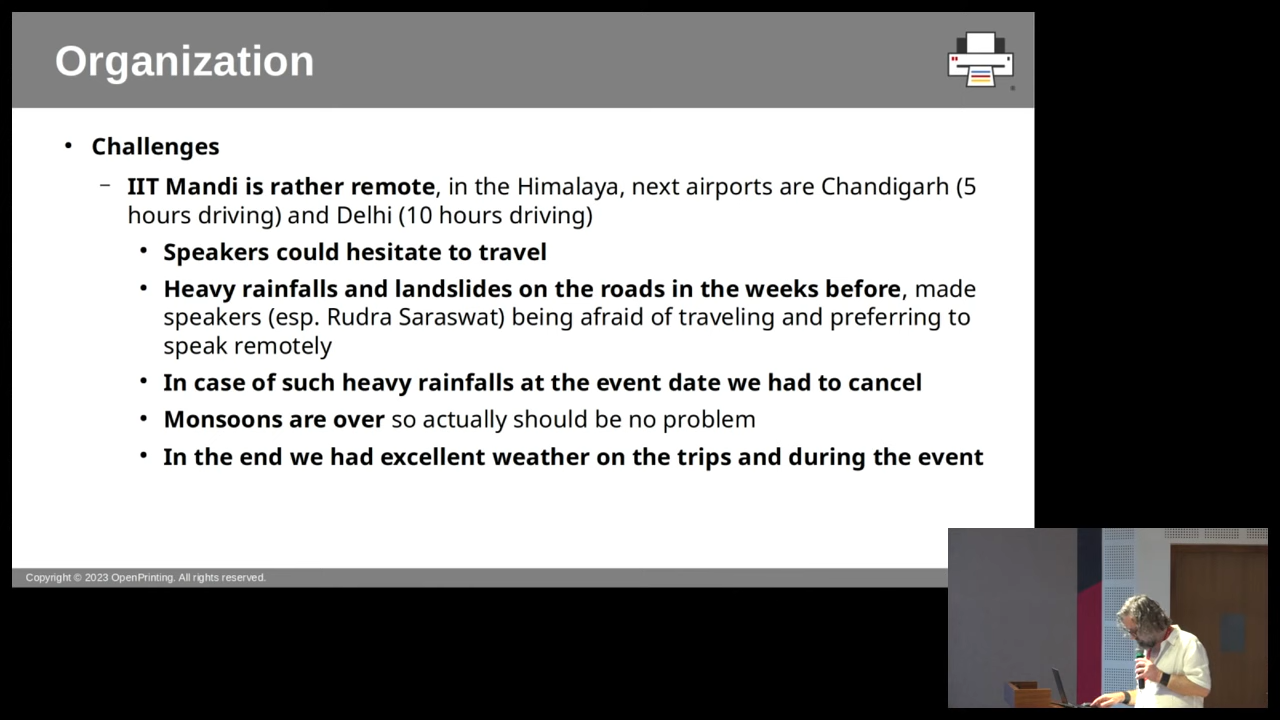 Organization
• Challenges
– IIT Mandi is rather remote, in the Himalaya, next airports are Chandigarh (5
hours driving) and Delhi (10 hours driving)
• Speakers could hesitate to travel
• Heavy rainfalls and landslides on the roads in the weeks before, made
speakers (esp. Rudra Saraswat) being afraid of traveling and preferring to
speak remotely
• In case of such heavy rainfalls at the event date we had to cancel
• Monsoons are over so actually should be no problem
• In the end we had excellent weather on the trips and during the event
Copyright © 2023 OpenPrinting. All rights reserved.